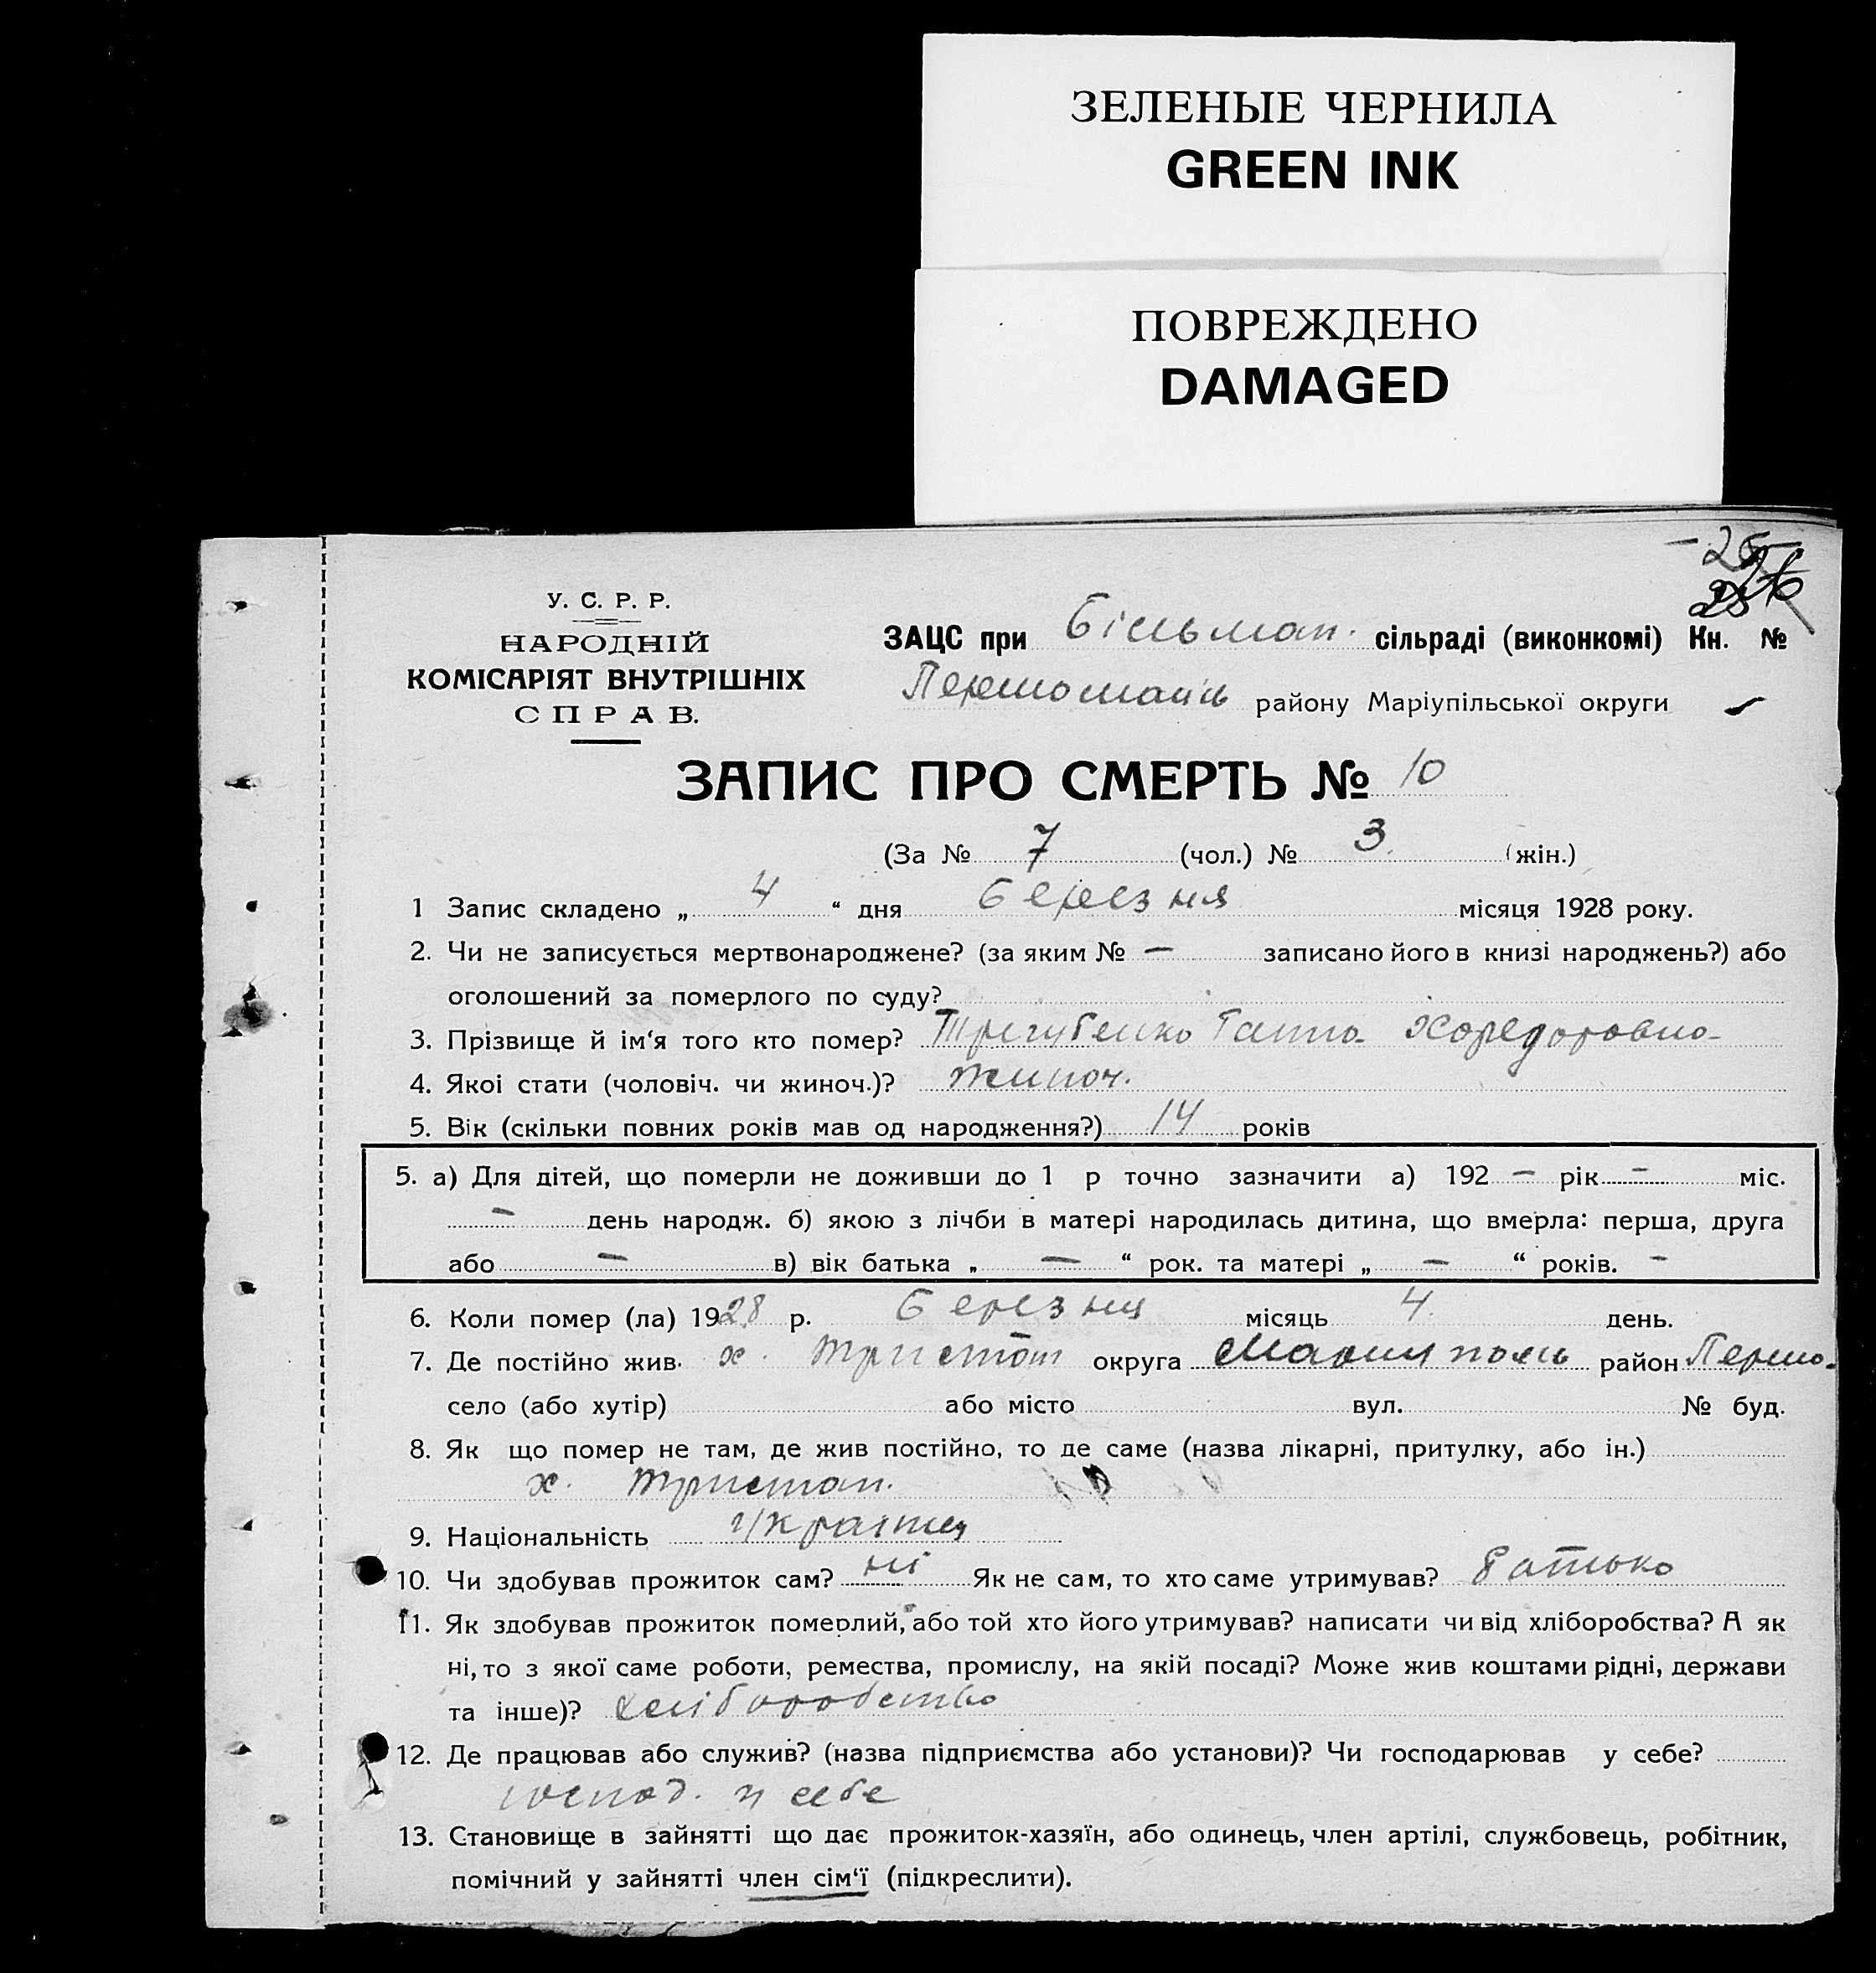 ЗЕЛЕНЫЕ ЧЕРНИЛА
GREEN INK
ПОВРЕЖДЕНО
DAMAGED
У. С. Р. Р.
НАРОДНІЙ
КОМІСАРІЯТ ВНУТРІШНІХ
СПРАВ.
ЗАЦС при Більман. сільраді (виконкомі) Кн. №
Першомайськ району Маріупільської округи
ЗАПИС ПРО СМЕРТЬ № 10
(За № 7 (чол.) № 3 (жін.)
1 Запис складено „ 4 “ дня березня місяця 1928 року.
2. Чи не записується мертвонароджене? (за яким № — записано його в книзі народжень?) або
оголошений за померлого по суду?
3. Прізвище й ім‘я того кто помер? Трегубенко Ганна
4. Якоі стати (чоловіч. чи жиноч.)? жиноч.
5. Вік (скільки повних років мав од народження?) 14 років
5. а) Для дітей, що померли не доживши до 1 р точно зазначити а) 192 — рік — міс.
— день народж. б) якою з лічби в матері народилась дитина, що вмерла: перша, друга
або — в) вік батька „ — “ рок. та матері „ — “ років. -
6. Коли помер (ла) 1928 р. березня місяць 4 день.
7. Де постійно жив. х. Тристот округа Мариуполь район Першо-
село (або хутір) або місто вул. № буд.
8. Як що помер не там, де жив постійно, то де саме (назва лікарні, притулку, або ін.)
х. Тристан.
9. Національність Україн
10. Чи здобував прожиток сам? ні Як не сам, то хто саме утримував? батько
11. Як здобував прожиток померлий, або той хто його утримував? написати чи від хліборобства? А як
ні, то з якої саме роботи, ремества, промислу, на якій посаді? Може жив коштами рідні, держави
та інше)? хліборобство
12. Де працював або служив? (назва підприємства або установи)? Чи господарював у себе?
господ. у себе
13. Становище в зайнятті що дає прожиток-хазяїн, або одинець, член артілі, службовець, робітник,
помічний у зайнятті член сім‘ї (підкреслити).